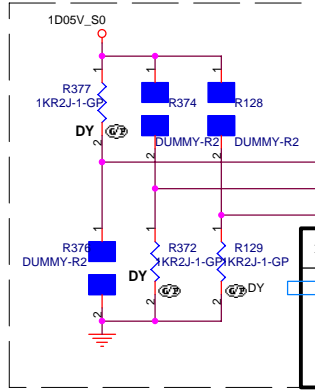 1D05V_S0
1
1
1
R377
1KR2J-1-GP
R374
R128
DY
G/P
2
2
2
DUMMY-R2
DUMMY-R2
1
1
1
R376
DUMMY-R2
R372
1KR2J-1-GP
R129
1KR2J-1-GP
DY
G/P
G/P
DY
2
2
2